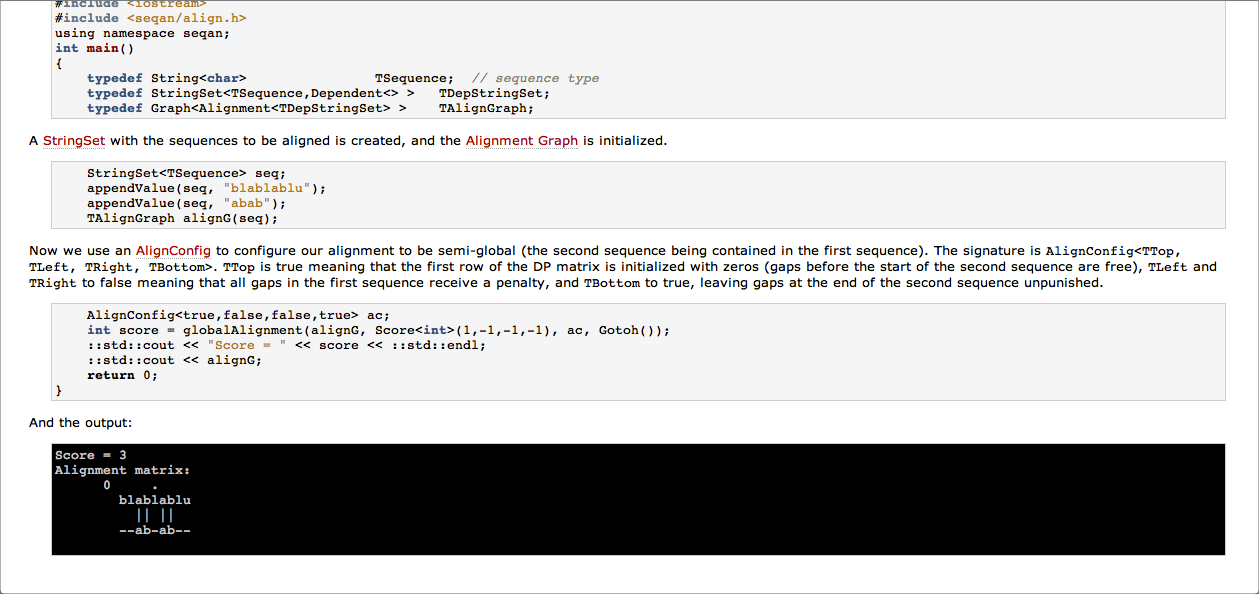 #include <iostream>
#include <seqan/align.h>
using namespace seqan;
int main()
{
    typedef String<char>                TSequence;  // sequence type
    typedef StringSet<TSequence,Dependent<> >   TDepStringSet;
    typedef Graph<Alignment<TDepStringSet> >    TAlignGraph;
A StringSet with the sequences to be aligned is created, and the Alignment Graph is initialized.
    StringSet<TSequence> seq;
    appendValue(seq, "blablablu");
    appendValue(seq, "abab");
    TAlignGraph alignG(seq);
Now we use an AlignConfig to configure our alignment to be semi-global (the second sequence being contained in the first sequence). The signature is AlignConfig<TTop,
TLeft, TRight, TBottom>. TTop is true meaning that the first row of the DP matrix is initialized with zeros (gaps before the start of the second sequence are free), TLeft and
TRight to false meaning that all gaps in the first sequence receive a penalty, and TBottom to true, leaving gaps at the end of the second sequence unpunished.
    AlignConfig<true,false,false,true> ac;
    int score = globalAlignment(alignG, Score<int>(1,-1,-1,-1), ac, Gotoh());
    ::std::cout << "Score = " << score << ::std::endl;
    ::std::cout << alignG;
    return 0;
}
And the output:
Score = 3
Alignment matrix:
      0     .
        blablablu
          || ||
        --ab-ab--